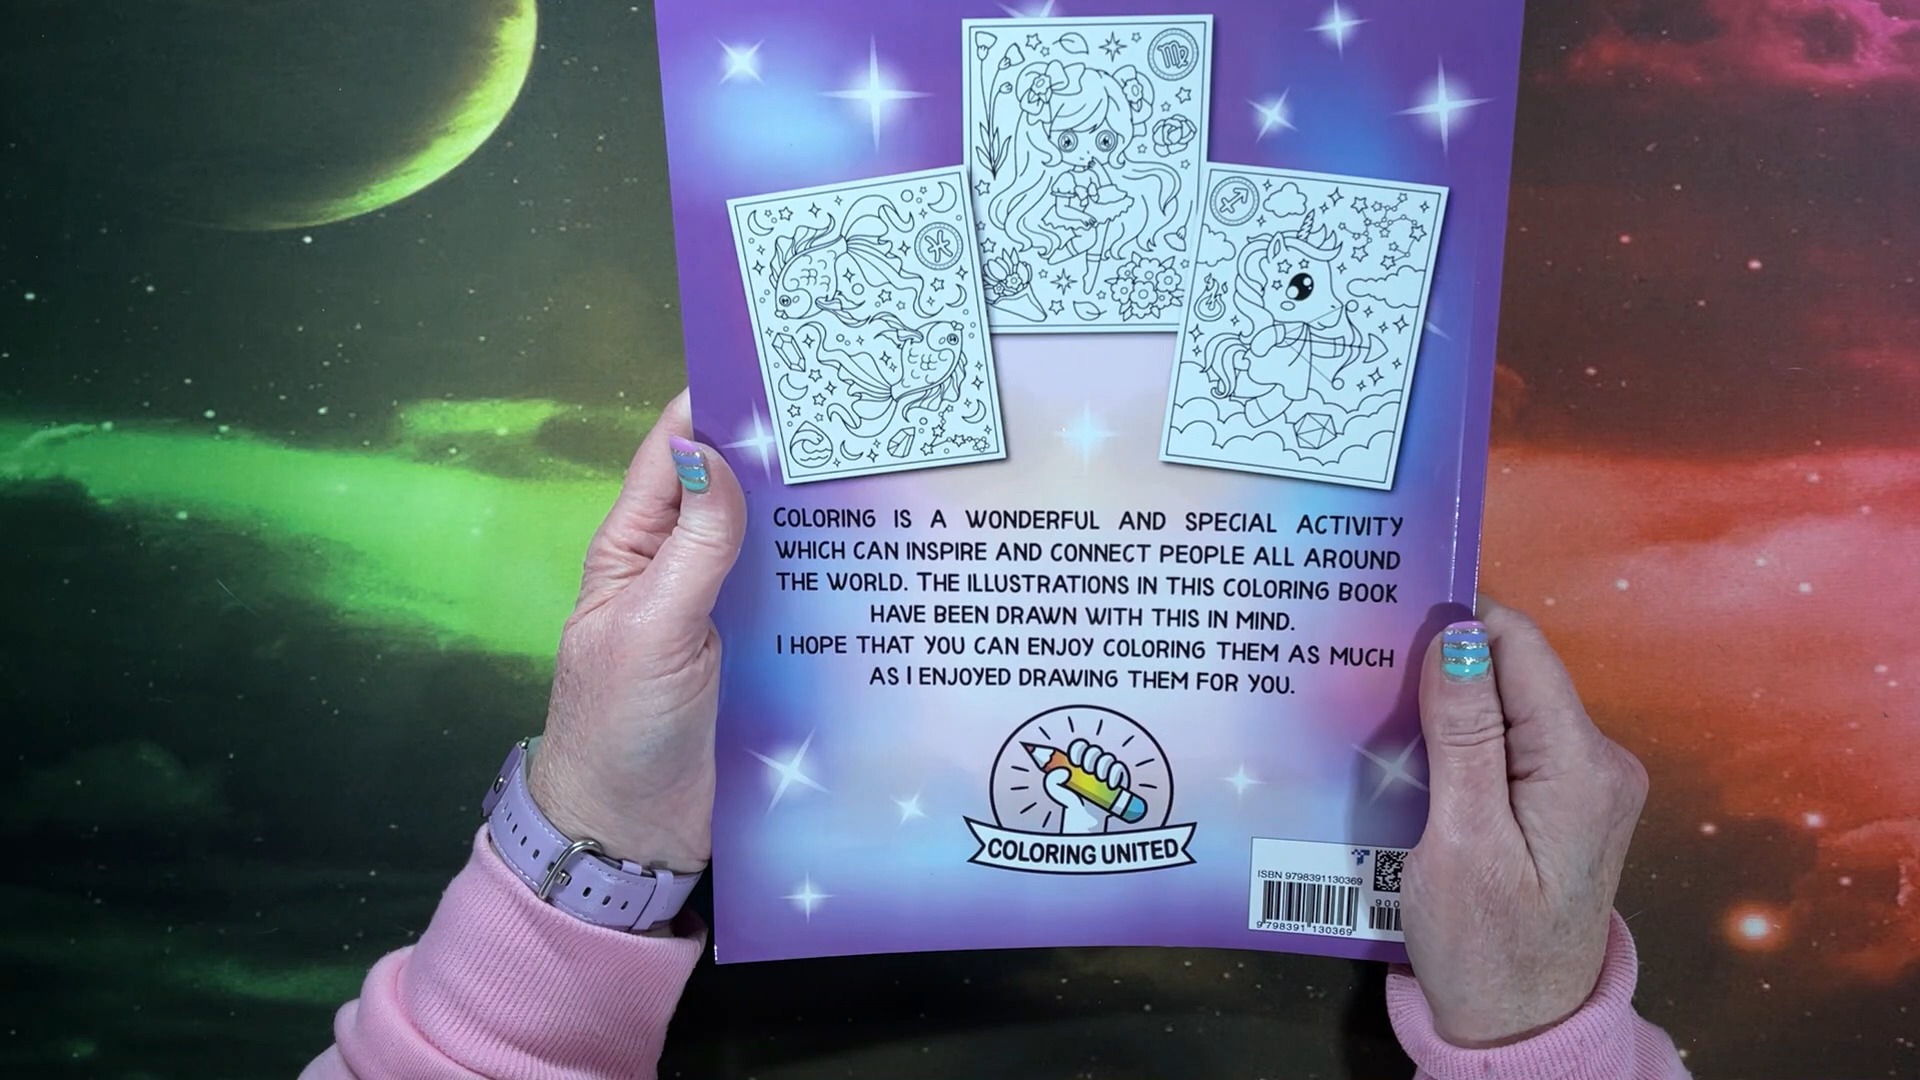 COLORING IS A WONDERFUL AND SPECIAL ACTIVITY
WHICH CAN INSPIRE AND CONNECT PEOPLE ALL AROUND
THE WORLD. THE ILLUSTRATIONS IN THIS COLORING BOOK
HAVE BEEN DRAWN WITH THIS IN MIND.
I HOPE THAT YOU CAN ENJOY COLORING THEM AS MUCH
AS I ENJOYED DRAWING THEM FOR YOU.
COLORING UNITED
ISBN 9798391130369
900
9 798391 130369